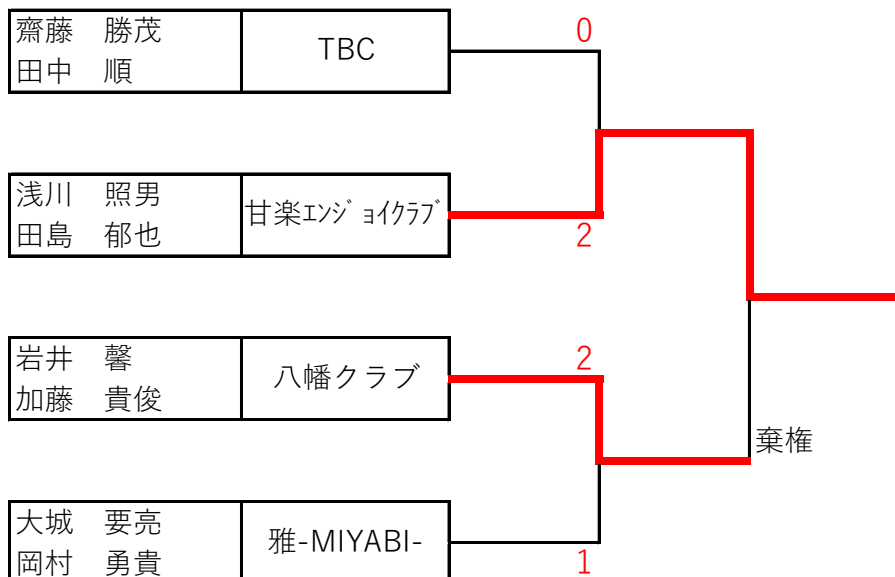 齋藤　勝茂
田中　順
TBC
0
浅川　照男
田島　郁也
甘楽ｴﾝｼﾞｮｲｸﾗﾌﾞ
2
岩井　馨
加藤　貴俊
八幡クラブ
2
棄権
大城　要亮
岡村　勇貴
雅-MIYABI-
1